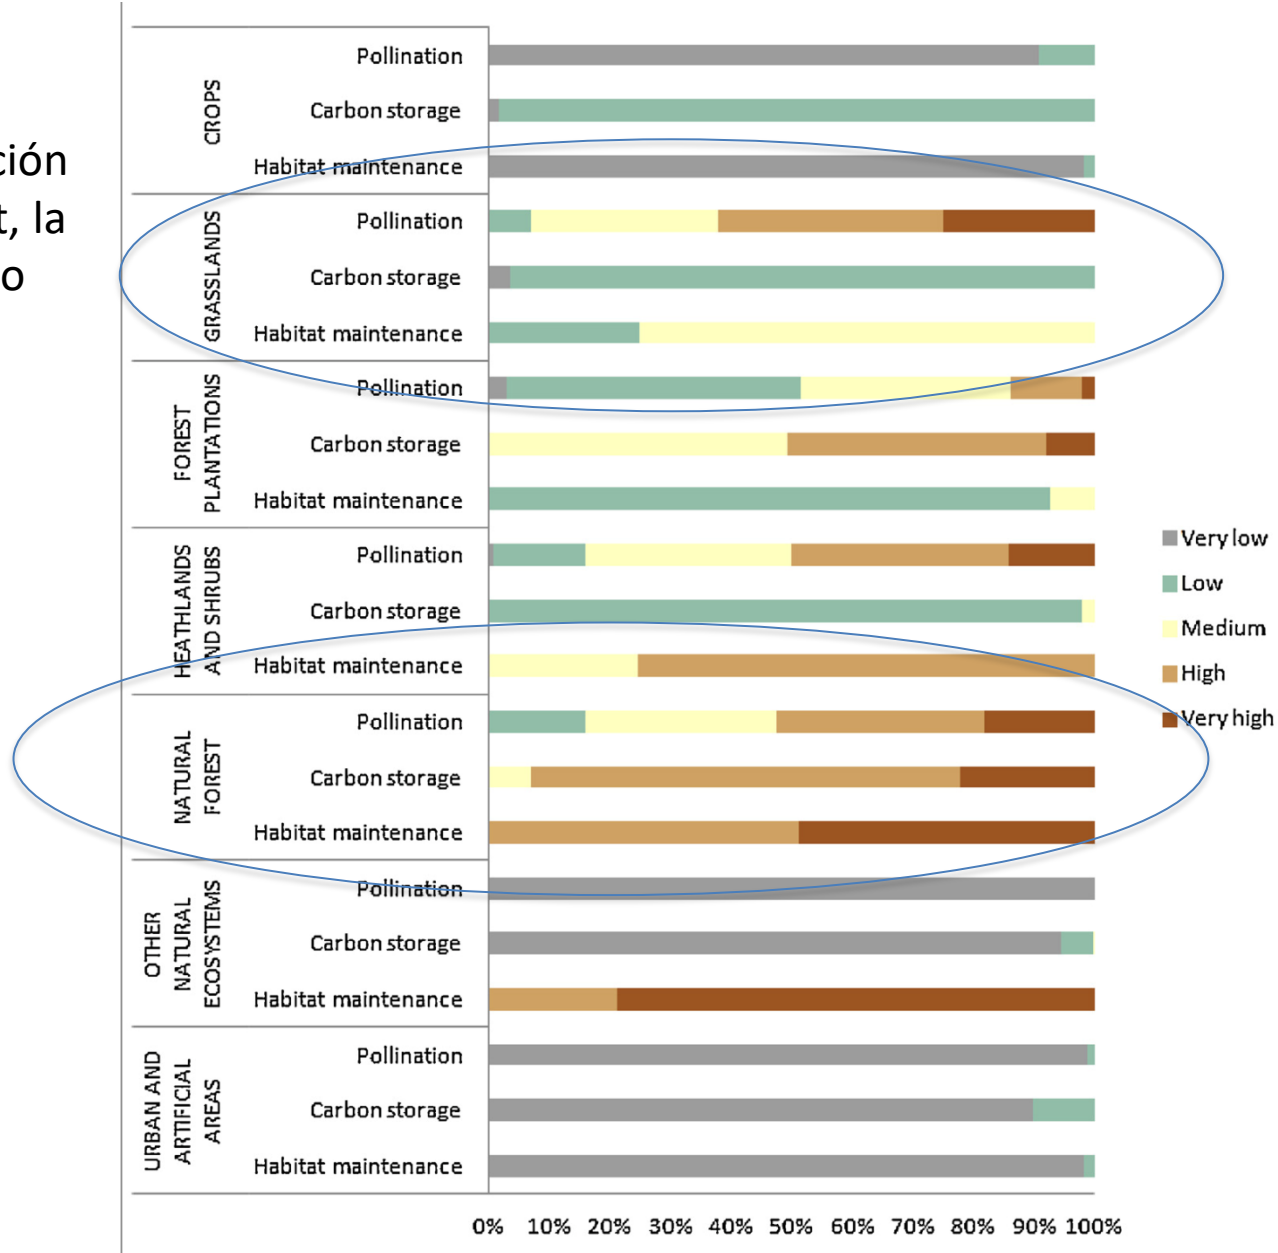 ción
t, la
o
CROPS
Pollination
Carbon storage
Habitat maintenance
GRASSLANDS
Pollination
Carbon storage
Habitat maintenance
FOREST
PLANTATIONS
Pollination
Carbon storage
Habitat maintenance
HEATHLANDS
AND SHRUBS
Pollination
Carbon storage
Habitat maintenance
NATURAL
FOREST
Pollination
Carbon storage
Habitat maintenance
OTHER
NATURAL
ECOSYSTEMS
Pollination
Carbon storage
Habitat maintenance
URBAN AND
ARTIFICIAL
AREAS
Pollination
Carbon storage
Habitat maintenance
0% 10% 20% 30% 40% 50% 60% 70% 80% 90% 100%
Very low
Low
Medium
High
Very high